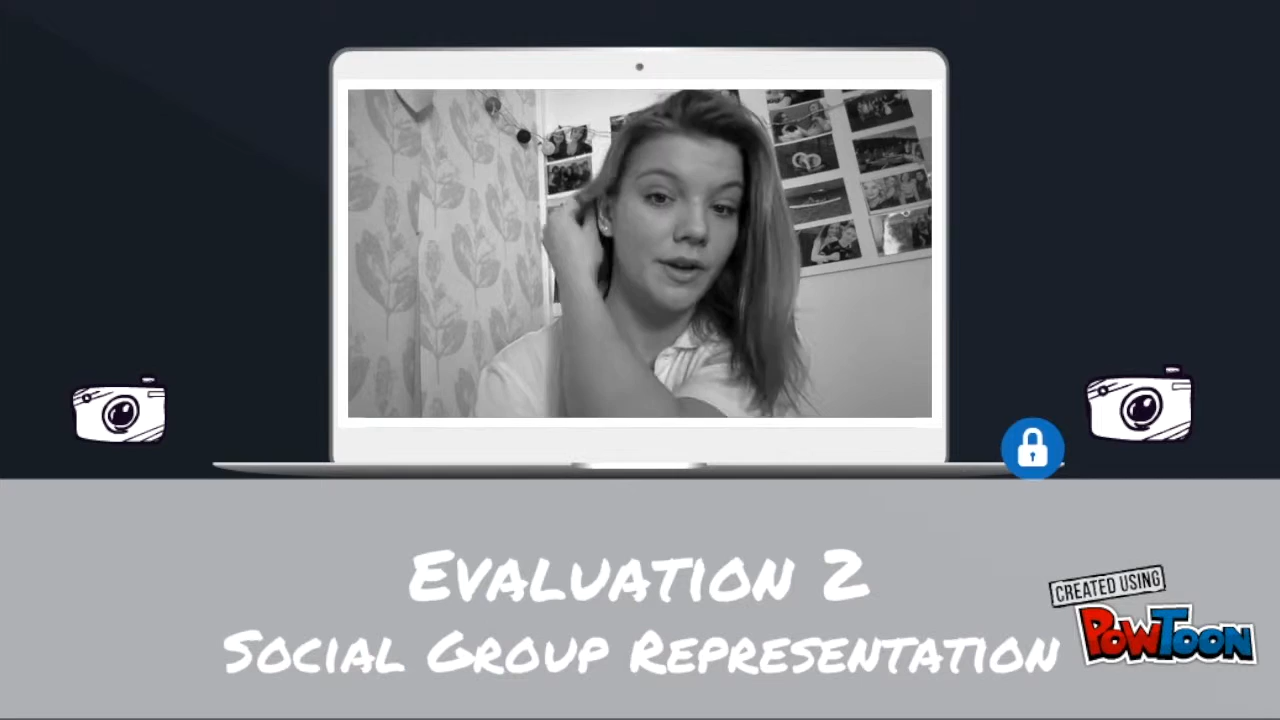 Evaluation 2
Social Group Representation
CREATED USING
PowToon